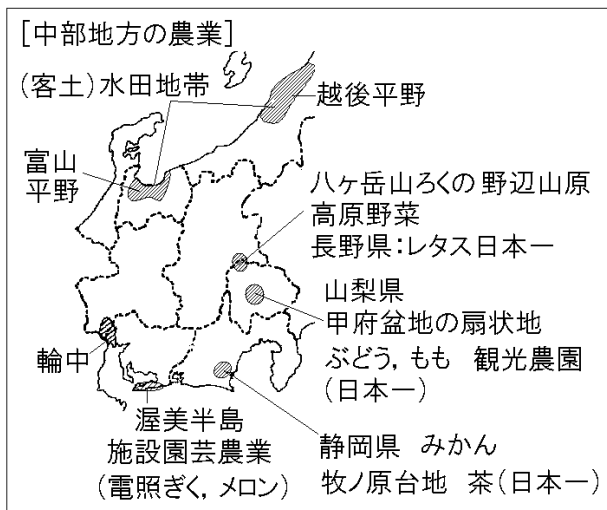 [中部地方の農業]
(客土)水田地帯
越後平野
富山
平野
八ヶ岳山ろくの野辺山原
高原野菜
長野県:レタス日本一
山梨県
甲府盆地の扇状地
ぶどう,もも 観光農園
(日本一)
輪中
渥美半島
施設園芸農業
(電照ぎく,メロン)
静岡県 みかん
牧ノ原台地 茶(日本一)